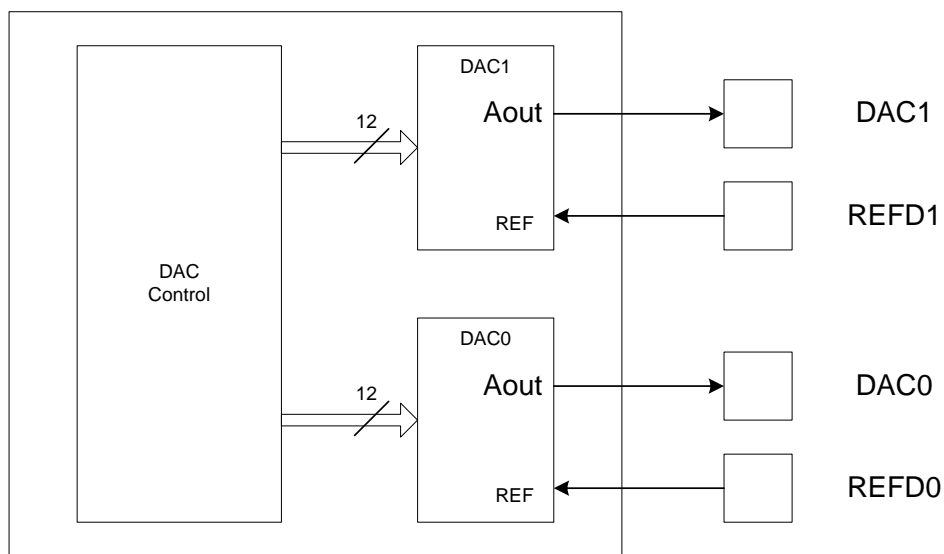 DAC
Control
12
DAC1
Aout
REF
DAC1
REFD1
12
DAC0
Aout
REF
DAC0
REFD0